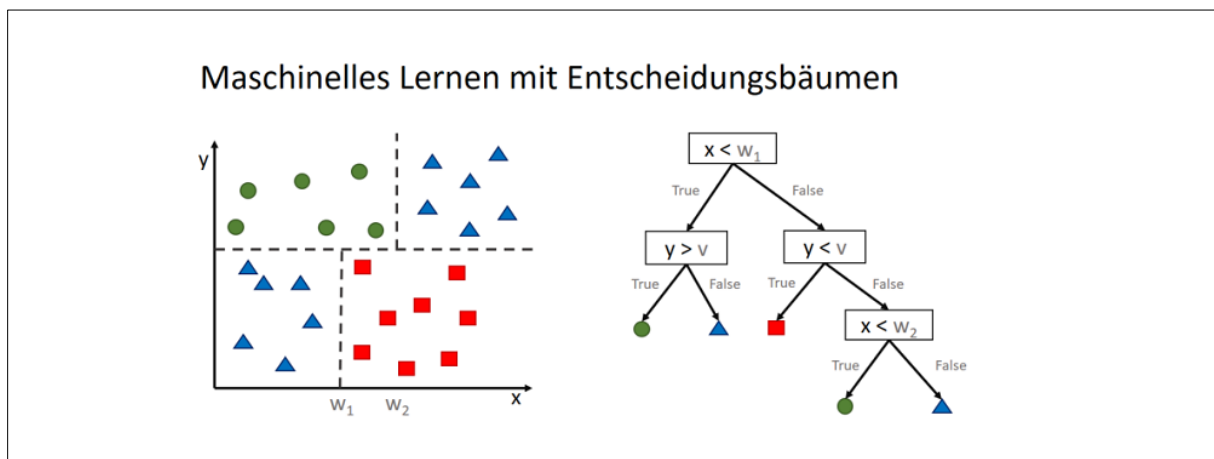 Maschinelles Lernen mit Entscheidungsbäumen
y
x
w₁
w₂
x < w₁
True
False
y > v
y < v
True
False
True
False
x < w₂
True
False